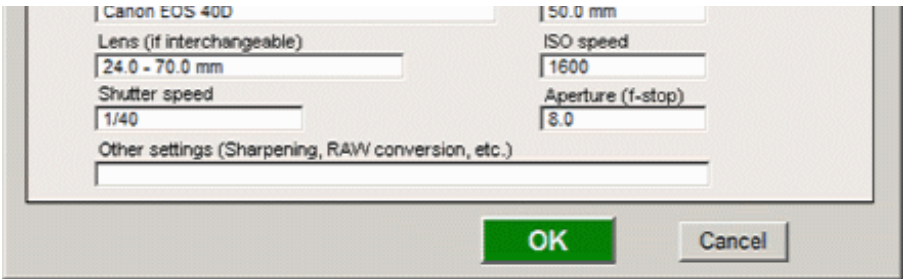 Canon EOS 40D 50.0 mm
Lens (if interchangeable) ISO speed
24.0 - 70.0 mm 1600
Shutter speed Aperture (f-stop)
1/40 8.0
Other settings (Sharpening, RAW conversion, etc.)
OK Cancel